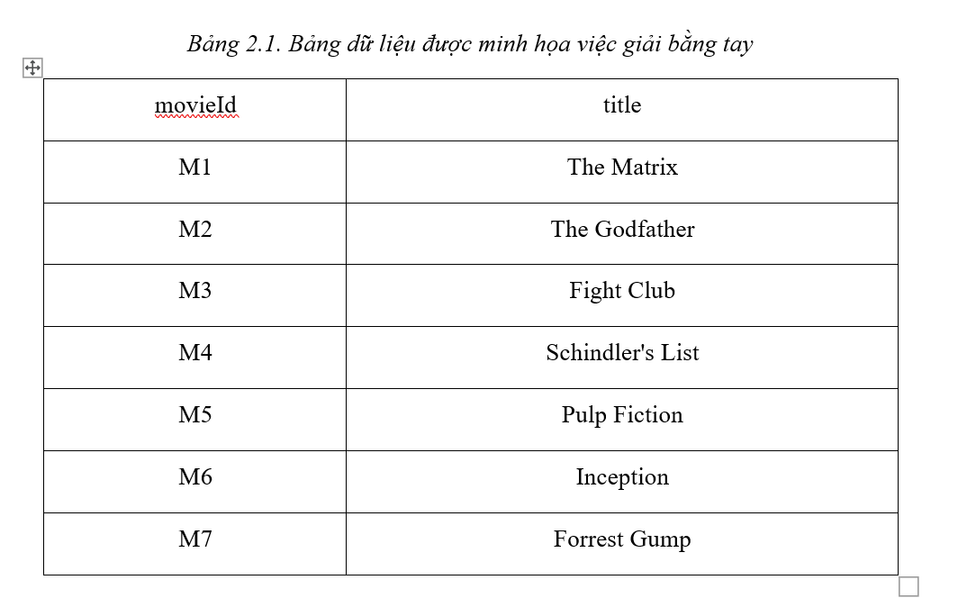 Bảng 2.1. Bảng dữ liệu được minh họa việc giải bằng tay
movieId title
M1 The Matrix
M2 The Godfather
M3 Fight Club
M4 Schindler's List
M5 Pulp Fiction
M6 Inception
M7 Forrest Gump